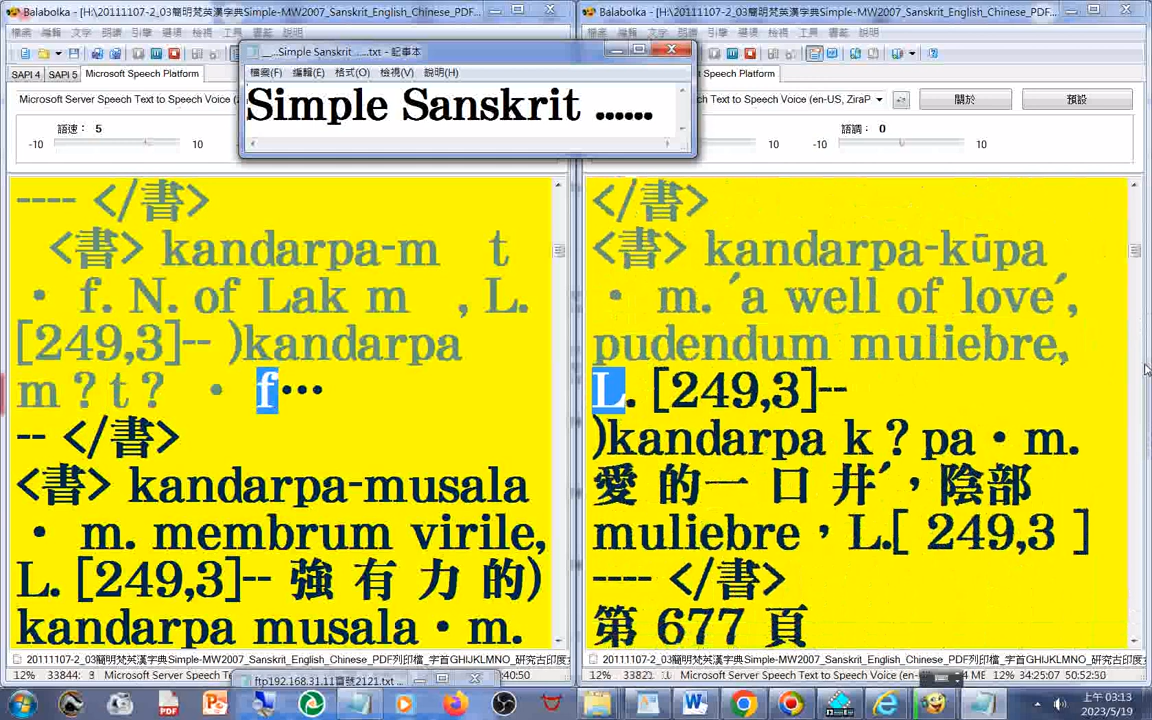 Balabolka - [H:\20111107-2_03簡明梵英漢字典Simple-MW2007_Sanskrit_English_Chinese_PDF...
Balabolka - [H:\20111107-2_03簡明梵英漢字典Simple-MW2007_Sanskrit_English_Chinese_PDF...
__...Simple Sanskrit ......txt - 記事本
檔案(F) 編輯(E) 格式(O) 檢視(V) 說明(H)
Simple Sanskrit ......
SAPI 4 SAPI 5 Microsoft Speech Platform
Speech Platform
Microsoft Server Speech Text to Speech Voice (
ch Text to Speech Voice (en-US, ZiraP
關於
預設
語速： 5
-10 10
語調： 0
10 -10 10
---- </書>
<書> kandarpa-m t
• f. N. of Lak m , L.
[249,3]-- )kandarpa
m？t？ • f…
-- </書>
<書> kandarpa-musala
• m. membrum virile,
L. [249,3]-- 強 有 力 的)
kandarpa musala • m.
</書>
<書> kandarpa-kūpa
• m. ´a well of love´,
pudendum muliebre,
L. [249,3]--
)kandarpa k？pa • m.
愛 的一 口 井´，陰部
muliebre，L.[ 249,3 ]
---- </書>
第 677 頁
20111107-2_03簡明梵英漢字典Simple-MW2007_Sanskrit_English_Chinese_PDF列印檔_字首GHIJKLMNO_研究古印度
20111107-2_03簡明梵英漢字典Simple-MW2007_Sanskrit_English_Chinese_PDF列印檔_字首GHIJKLMNO_研究古印度
12% 33844: Microsoft Server Spee
ftp192.168.31.11賣號2121.txt ...
:40:50
12% 33821 Microsoft Server Speech Text
12% 34:25:07 50:52:30
上午 03:13
2023/5/19